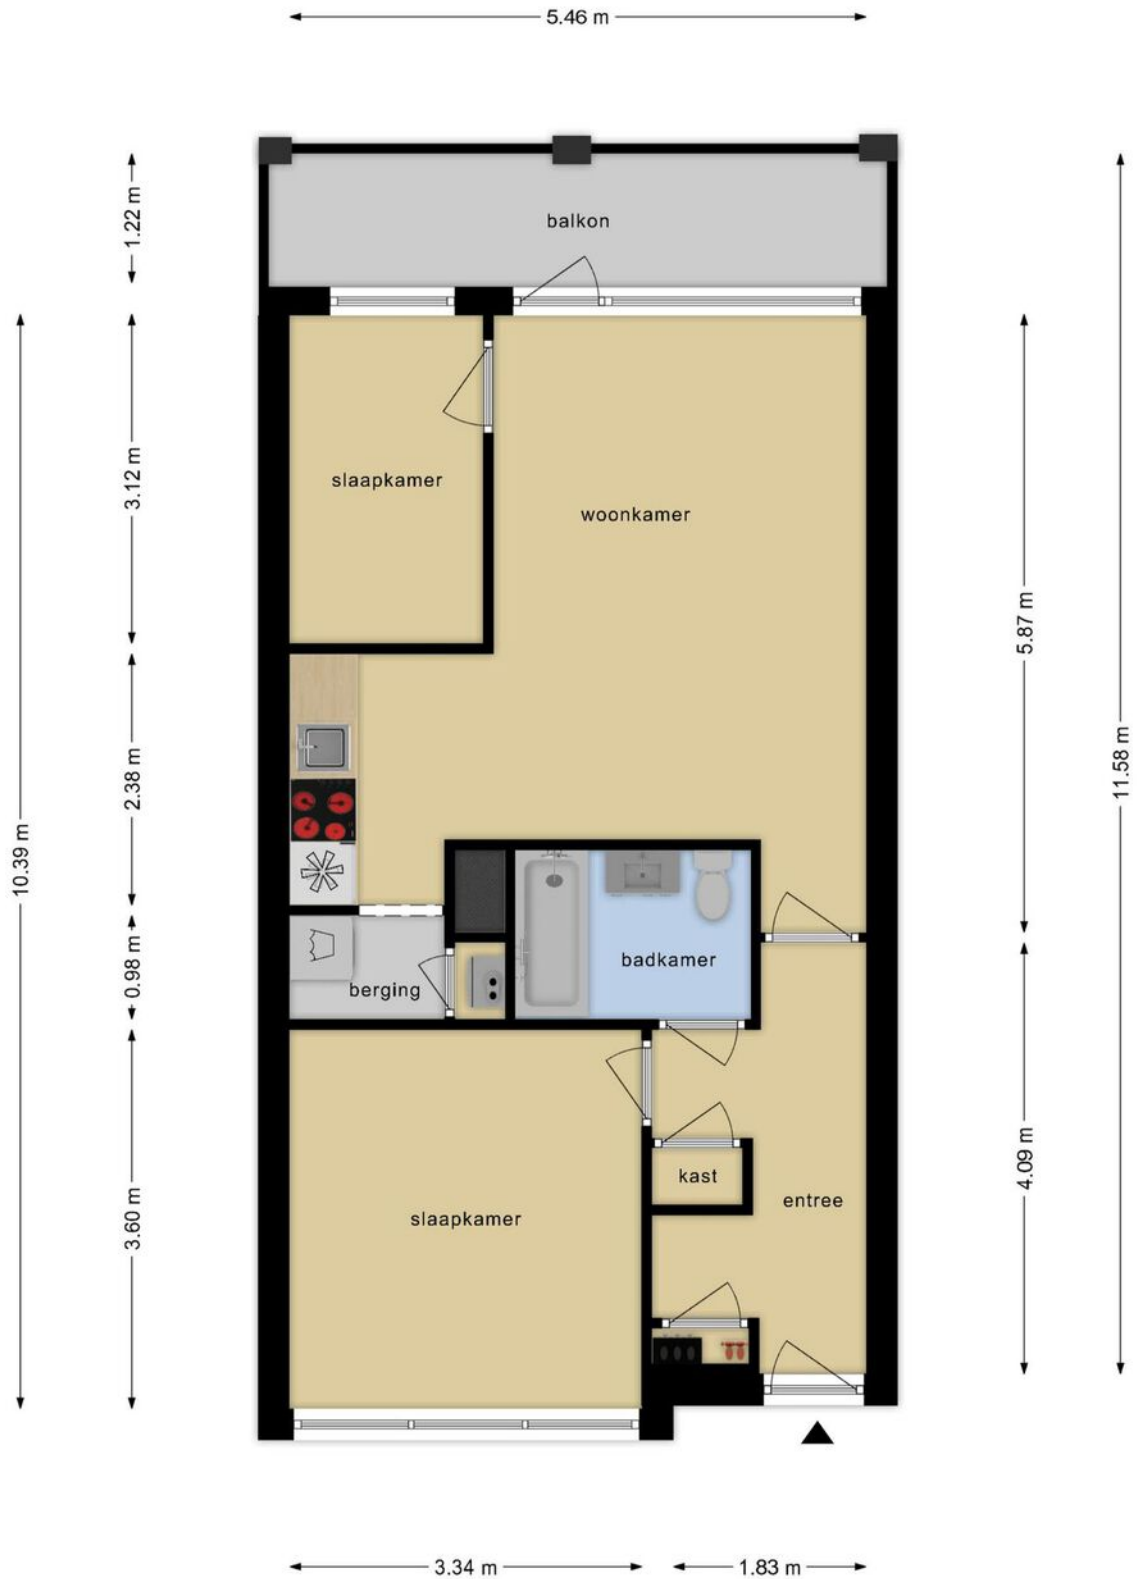 5.46 m
1.22 m
balkon
3.12 m
slaapkamer
woonkamer
5.87 m
11.58 m
2.38 m
10.39 m
0.98 m
berging
badkamer
4.09 m
kast
entree
3.60 m
slaapkamer
3.34 m
1.83 m